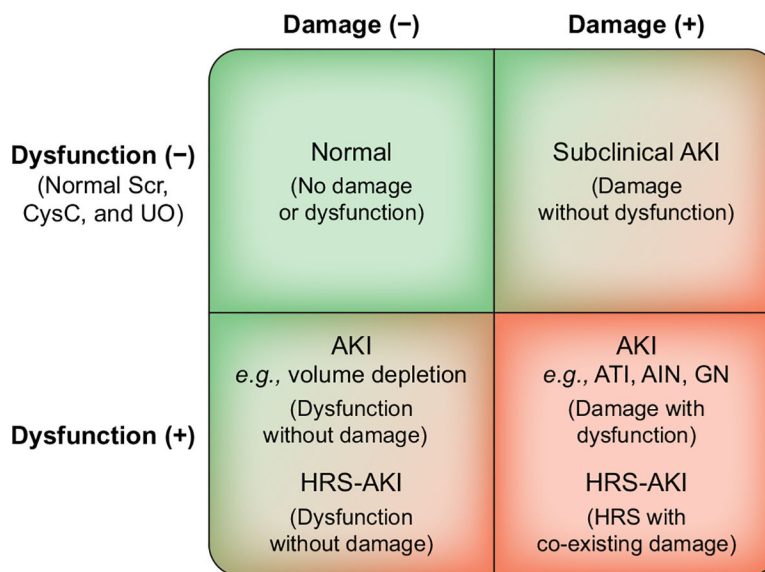 Damage (−)
Damage (+)
Dysfunction (−)
(Normal Scr,
CysC, and UO)
Normal
(No damage
or dysfunction)
Subclinical AKI
(Damage
without dysfunction)
Dysfunction (+)
AKI
e.g., volume depletion
(Dysfunction
without damage)
HRS-AKI
(Dysfunction
without damage)
AKI
e.g., ATI, AIN, GN
(Damage with
dysfunction)
HRS-AKI
(HRS with
co-existing damage)